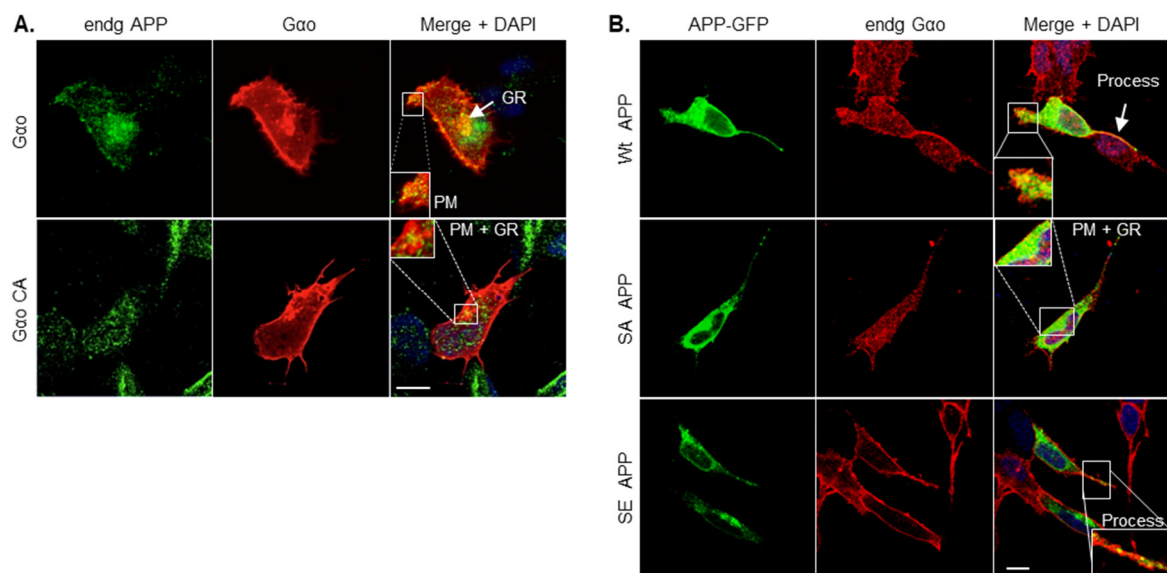 A.
endg APP
Gαo
Merge + DAPI
Gαo
GR
PM
Gαo CA
PM + GR
B.
APP-GFP
endg Gαo
Merge + DAPI
Wt APP
Process
SA APP
PM + GR
SE APP
Process